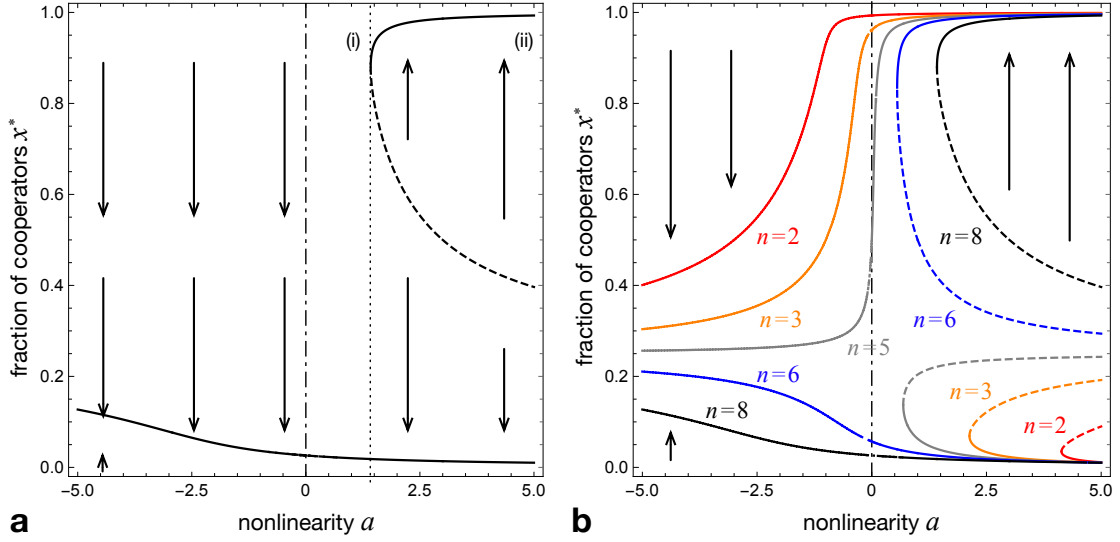 (i)
(ii)
fraction of cooperators x*
1.0
0.8
0.6
0.4
0.2
0.0
−5.0
−2.5
0
2.5
5.0
nonlinearity a
a
fraction of cooperators x*
1.0
0.8
0.6
0.4
0.2
0.0
n=2
n=3
n=5
n=6
n=8
n=8
n=6
n=3
n=2
−5.0
−2.5
0
2.5
5.0
nonlinearity a
b